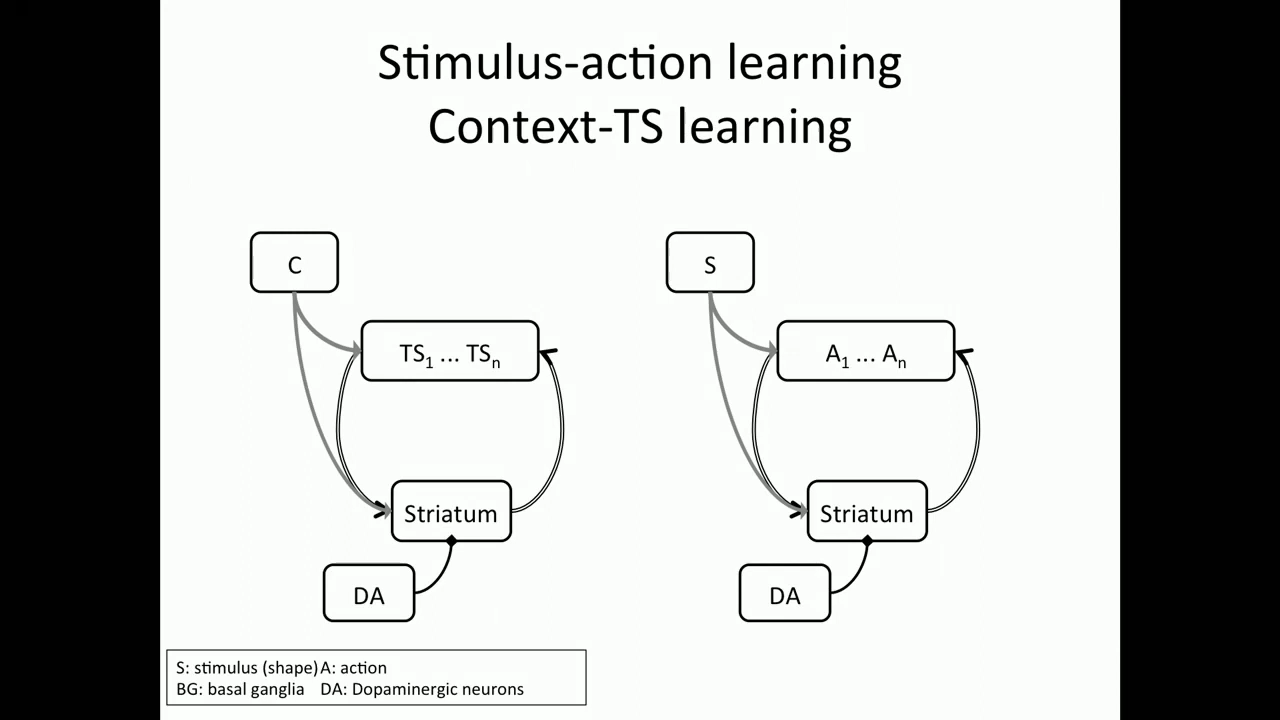 Stimulus-action learning
Context-TS learning
C
S
TS1 ... TSn
A1 ... An
Striatum
Striatum
DA
DA
S: stimulus (shape) A: action
BG: basal ganglia DA: Dopaminergic neurons